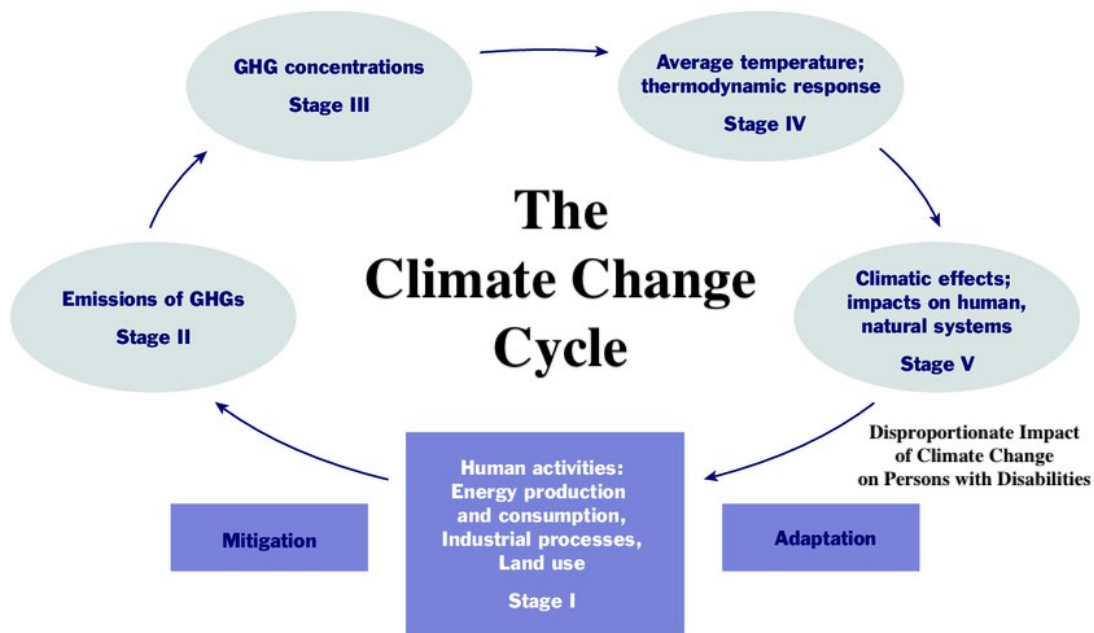 GHG concentrations
Stage III
Average temperature;
thermodynamic response
Stage IV
The
Climate Change
Cycle
Emissions of GHGs
Stage II
Climatic effects;
impacts on human,
natural systems
Stage V
Disproportionate Impact
of Climate Change
on Persons with Disabilities
Mitigation
Human activities:
Energy production
and consumption,
Industrial processes,
Land use
Stage I
Adaptation